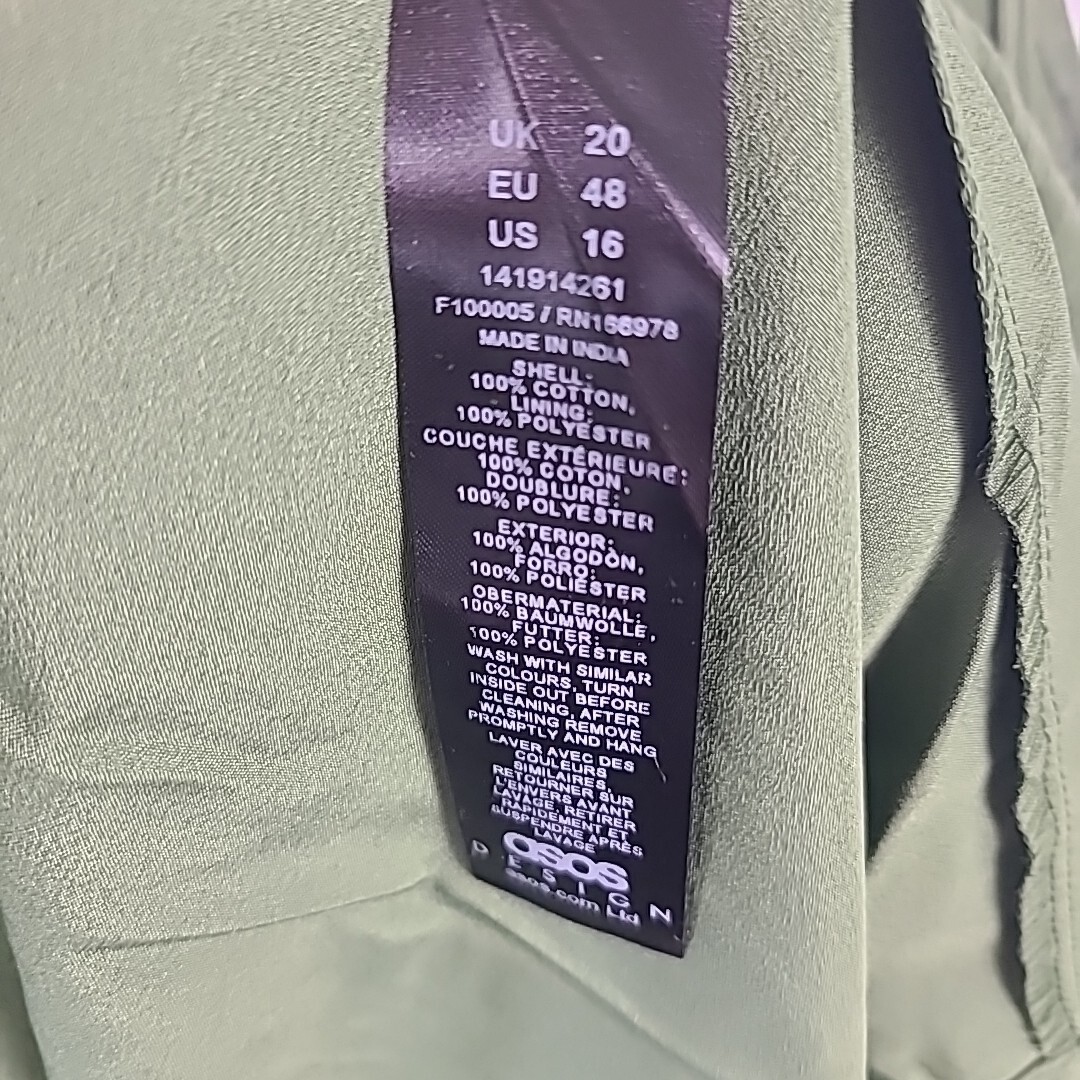 UK 20
EU 48
US 16
141914261
F100005 / RN166978
MADE IN INDIA
SHELL:
100% COTTON,
LINING:
100% POLYESTER
COUCHE EXTÉRIEURE:
100% COTON,
DOUBLURE:
100% POLYESTER
EXTERIOR:
100% ALGODÒN,
FORRO:
100% POLIÉSTER
OBERMATERIAL:
100% BAUMWOLLE,
FUTTER:
100% POLYESTER
WASH WITH SIMILAR
COLOURS, TURN
INSIDE OUT BEFORE
CLEANING, AFTER
WASHING REMOVE
PROMPTLY AND HANG
LAVER AVEC DES
COULEURS
SIMILAIRES,
RETOURNER SUR
L'ENVERS AVANT
LAVAGE, RETIRER
RAPIDEMENT ET
SUSPENDRE APRÈS
LAVAGE
asos
DESIGN
asos.com Ltd